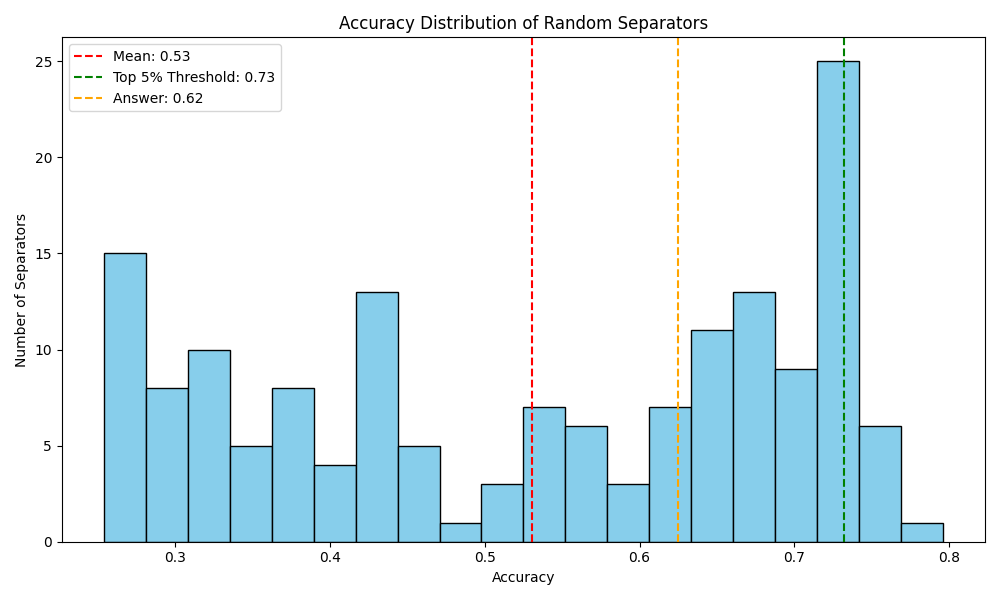 Accuracy Distribution of Random Separators
Mean: 0.53
Top 5% Threshold: 0.73
Answer: 0.62
Number of Separators
25
20
15
10
5
0
0.3 0.4 0.5 0.6 0.7 0.8
Accuracy